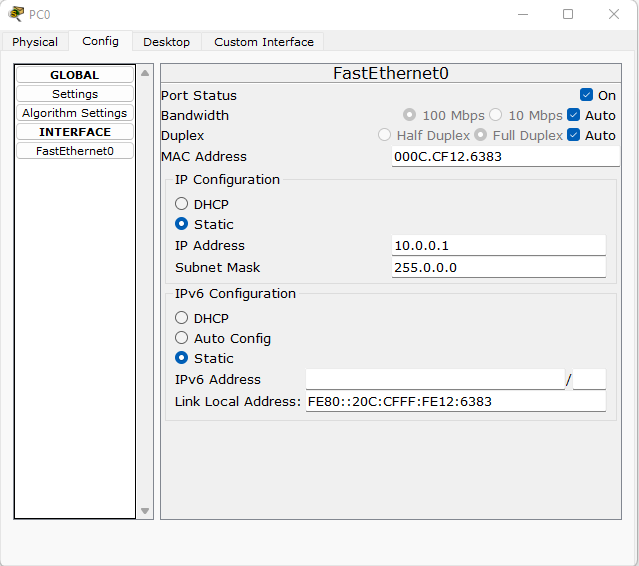 PC0
Physical Config Desktop Custom Interface
GLOBAL
Settings
Algorithm Settings
INTERFACE
FastEthernet0
FastEthernet0
Port Status On
Bandwidth 100 Mbps 10 Mbps Auto
Duplex Half Duplex Full Duplex Auto
MAC Address 000C.CF12.6383
IP Configuration
DHCP
Static
IP Address 10.0.0.1
Subnet Mask 255.0.0.0
IPv6 Configuration
DHCP
Auto Config
Static
IPv6 Address /
Link Local Address: FE80::20C:CFFF:FE12:6383